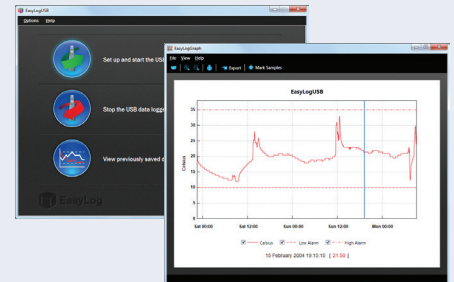 EasyLogUSB
Options Help
Set up and start the USB
Stop the USB data logge
View previously saved d
EasyLog
EasyLogGraph
File View Help
Export Mark Samples
EasyLogUSB
35
30
25
20
15
10
5
0
Celsius
Sat 00:00 Sat 12:00 Sun 00:00 Sun 12:00 Mon 00:00
Celsius Low Alarm High Alarm
15 February 2004 19:10:10 [ 21.50 ]